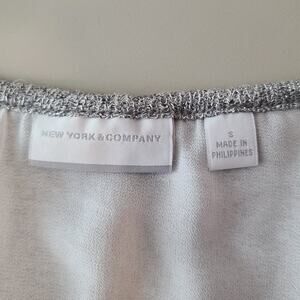 NEW YORK & COMPANY
S
MADE IN
PHILIPPINES